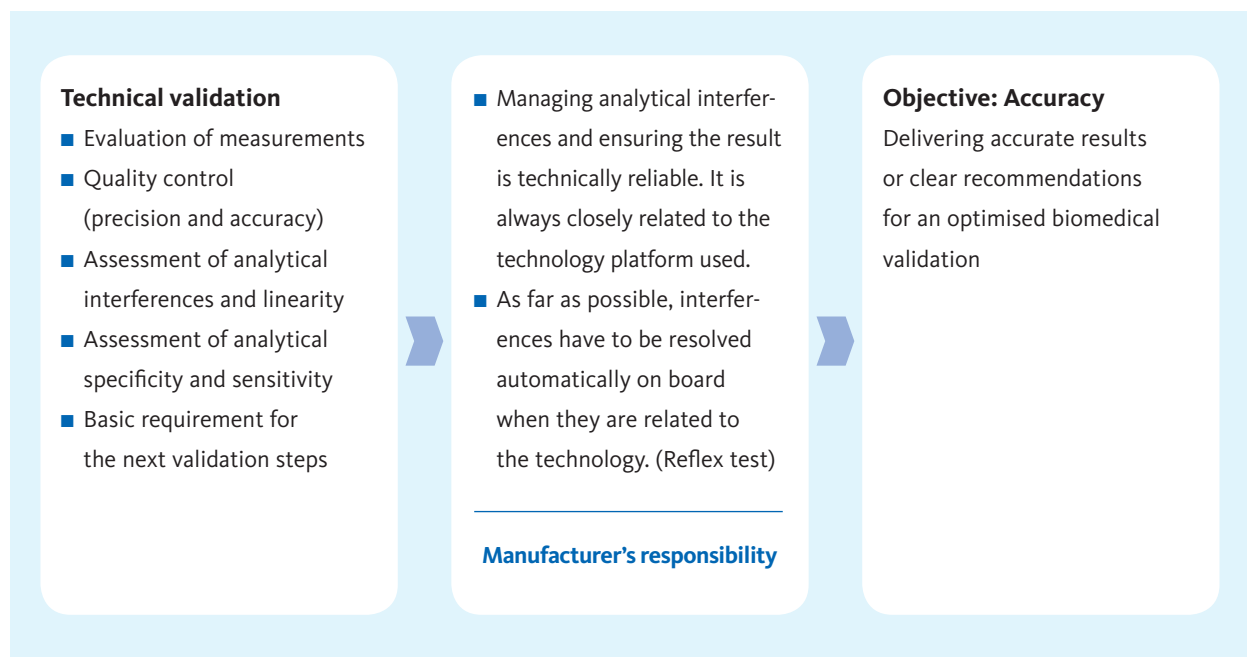 Technical validation
■ Evaluation of measurements
■ Quality control
(precision and accuracy)
■ Assessment of analytical
interferences and linearity
■ Assessment of analytical
specificity and sensitivity
■ Basic requirement for
the next validation steps
■ Managing analytical interfer-
ences and ensuring the result
is technically reliable. It is
always closely related to the
technology platform used.
■ As far as possible, interfer-
ences have to be resolved
automatically on board
when they are related to
the technology. (Reflex test)
Manufacturer’s responsibility
Objective: Accuracy
Delivering accurate results
or clear recommendations
for an optimised biomedical
validation